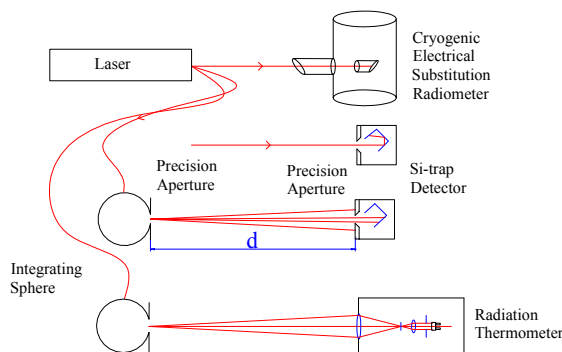 Laser
Cryogenic
Electrical
Substitution
Radiometer
Precision
Aperture
Precision
Aperture
Si-trap
Detector
d
Integrating
Sphere
Radiation
Thermometer